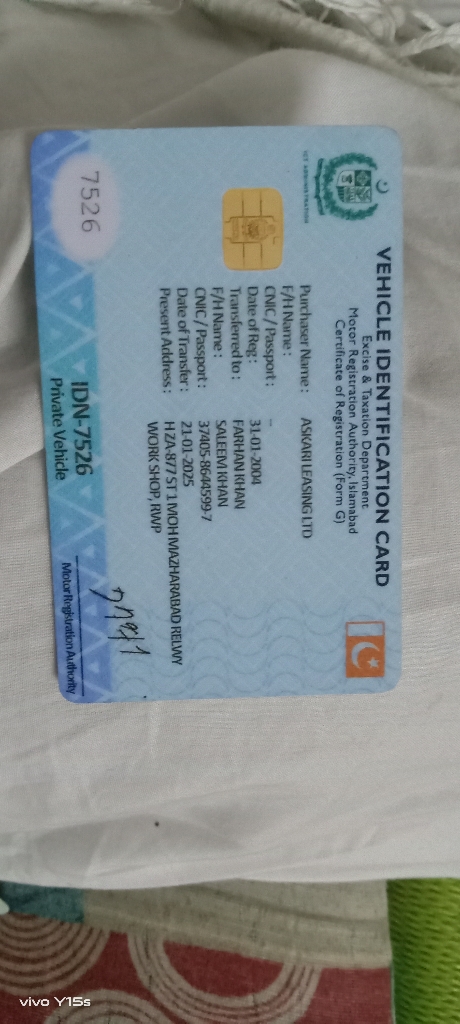 ICT ADMINISTRATION
VEHICLE IDENTIFICATION CARD
Excise & Taxation Department
Motor Registration Authority, Islamabad
Certificate of Registration (Form G)
Purchaser Name : ASKARI LEASING LTD
F/H Name :
CNIC / Passport : --
Date of Reg : 31-01-2004
Transferred to : FARHAN KHAN
F/H Name : SALEEM KHAN
CNIC / Passport : 37405-8644599-7
Date of Transfer : 21-01-2025
Present Address : H ZA-877 ST 1 MOH MAZHARABAD RELWY
WORK SHOP, RWP
7526
IDN-7526
Private Vehicle
Motor Registration Authority
vivo Y15s